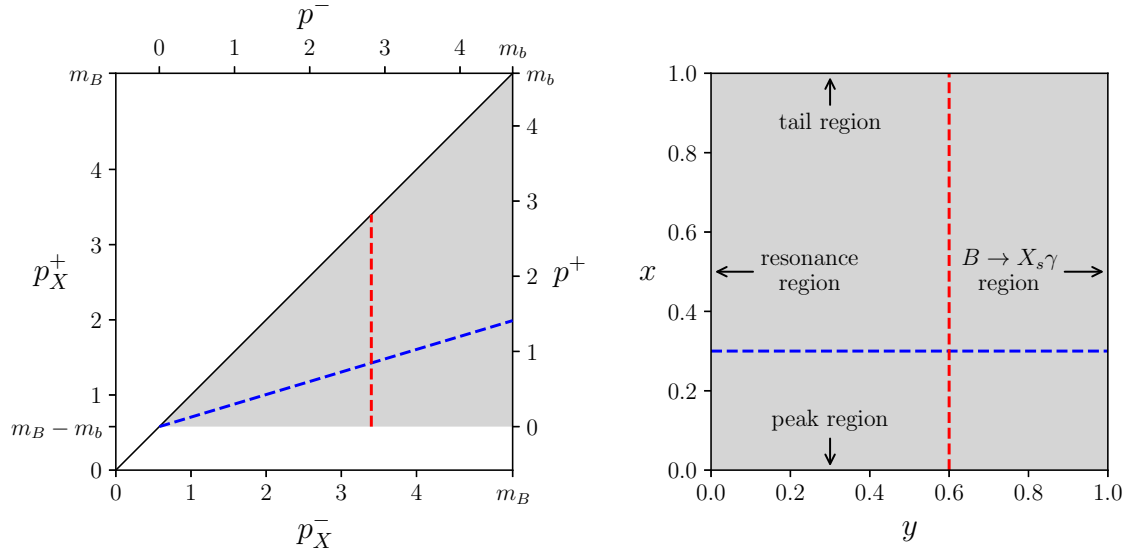 p⁻
0 1 2 3 4 m_b
m_B
4
3
2
1
m_B − m_b
0
p_X^+
m_b
4
3
2
1
0
p^+
0 1 2 3 4 m_B
p_X^-
1.0
0.8
0.6
0.4
0.2
0.0
x
tail region
resonance
region
B → X_sγ
region
peak region
0.0 0.2 0.4 0.6 0.8 1.0
y